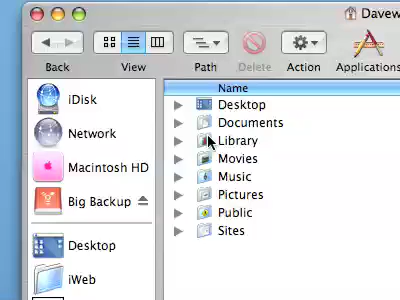 Davew
Back
View
Path
Delete
Action
Applications
iDisk
Network
Macintosh HD
Big Backup
Desktop
iWeb
Name
Desktop
Documents
Library
Movies
Music
Pictures
Public
Sites